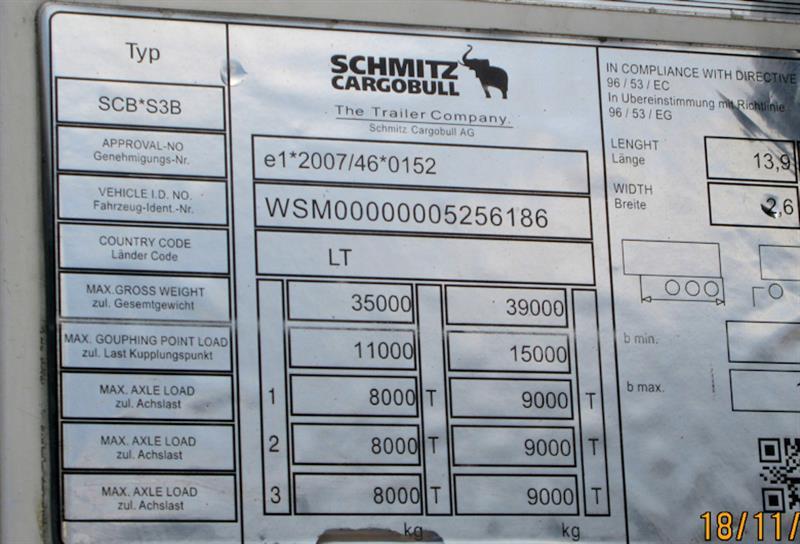 Typ
SCHMITZ
CARGOBULL
The Trailer Company.
Schmitz Cargobull AG
IN COMPLIANCE WITH DIRECTIVE
96 / 53 / EC
In Übereinstimmung mit Richtlinie
96 / 53 / EG
SCB*S3B
APPROVAL-NO
Genehmigungs-Nr.
e1*2007/46*0152
LENGHT
Länge
13,9
VEHICLE I.D. NO.
Fahrzeug-Ident.-Nr.
WSM00000005256186
WIDTH
Breite
2,6
COUNTRY CODE
Länder Code
LT
MAX.GROSS WEIGHT
zul. Gesemtgewicht
35000
39000
MAX. GOUPHING POINT LOAD
zul. Last Kupplungspunkt
11000
15000
b min.
MAX. AXLE LOAD
zul. Achslast
1 8000 T 9000 T
b max.
MAX. AXLE LOAD
zul. Achslast
2 8000 T 9000 T
MAX. AXLE LOAD
zul. Achslast
3 8000 T 9000 T
kg kg
18/11/